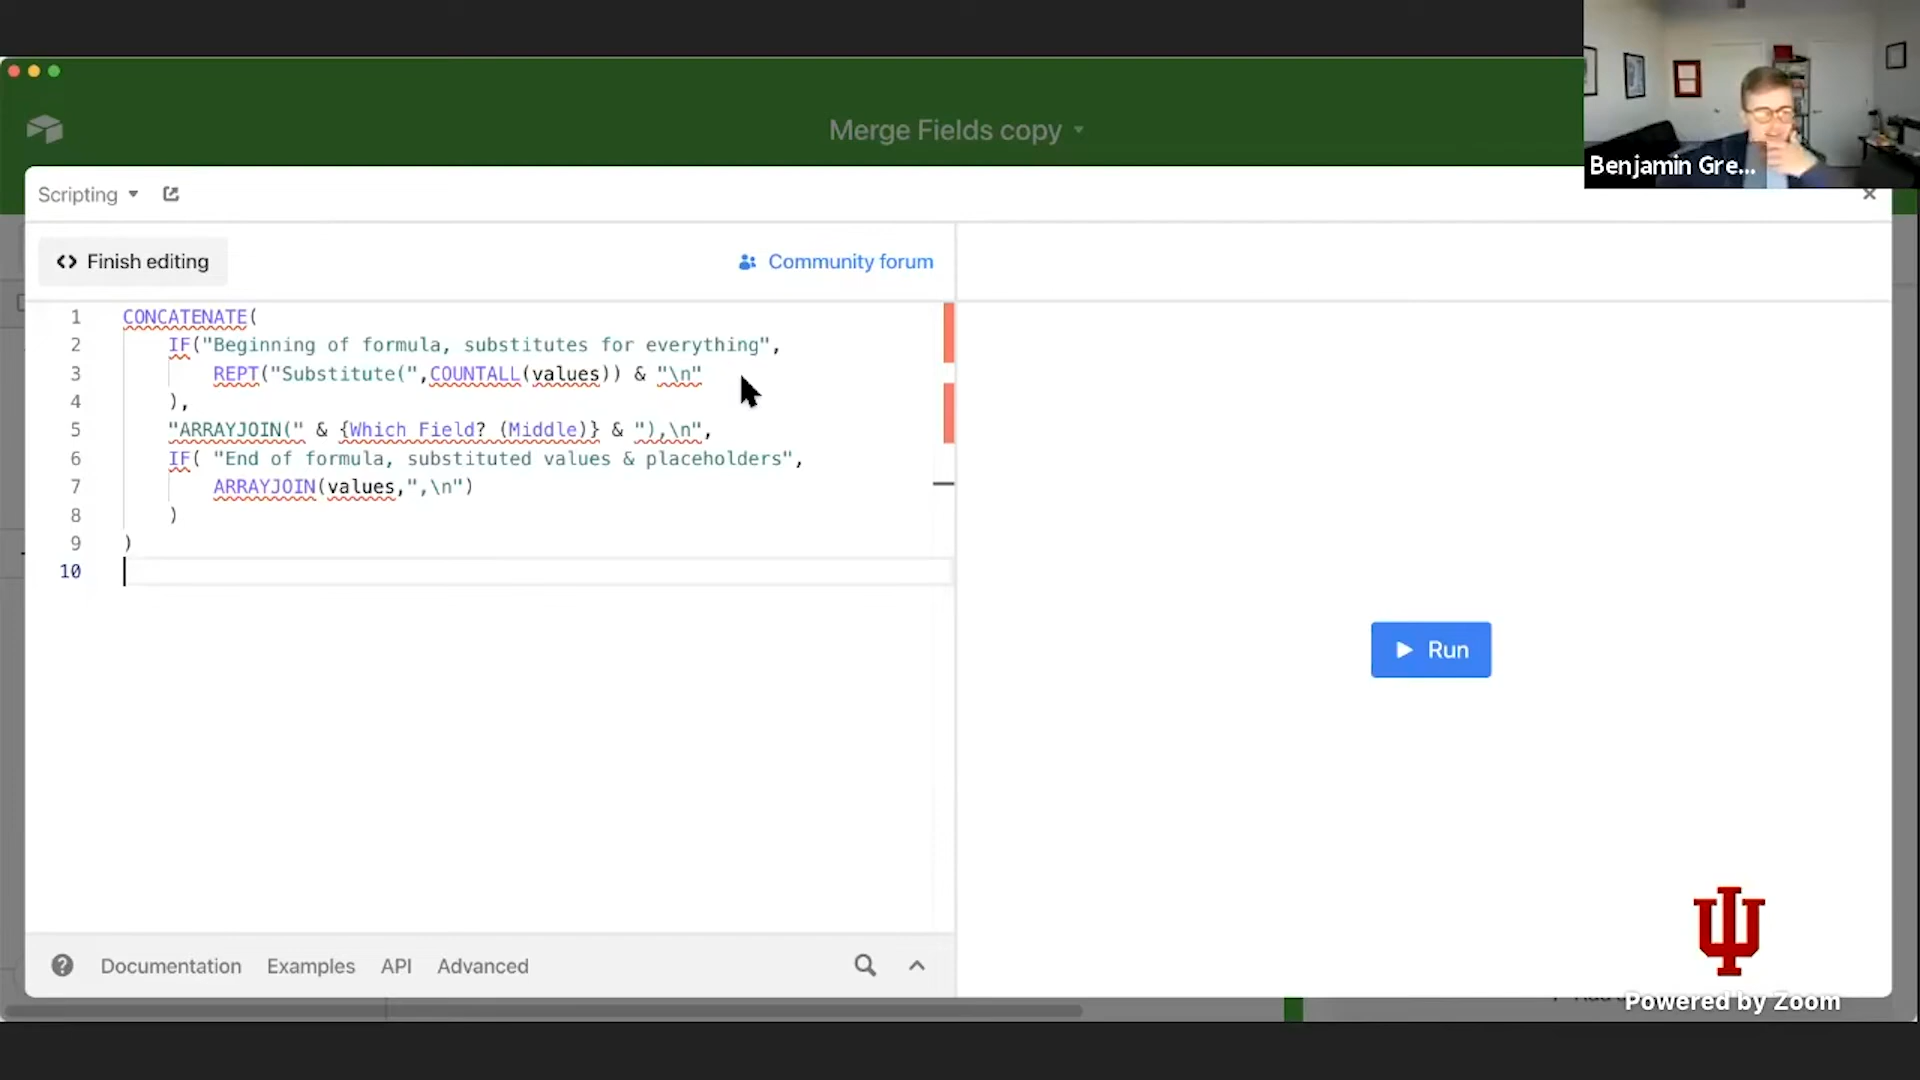 Merge Fields copy
Benjamin Gre...
Scripting
Finish editing
Community forum
1 CONCATENATE(
2 IF("Beginning of formula, substitutes for everything",
3 REPT("Substitute(",COUNTALL(values)) & "\n"
4 ),
5 "ARRAYJOIN(" & {Which Field? (Middle)} & "),\n",
6 IF( "End of formula, substituted values & placeholders",
7 ARRAYJOIN(values,",\n")
8 )
9 )
10
Run
Documentation Examples API Advanced
Powered by Zoom